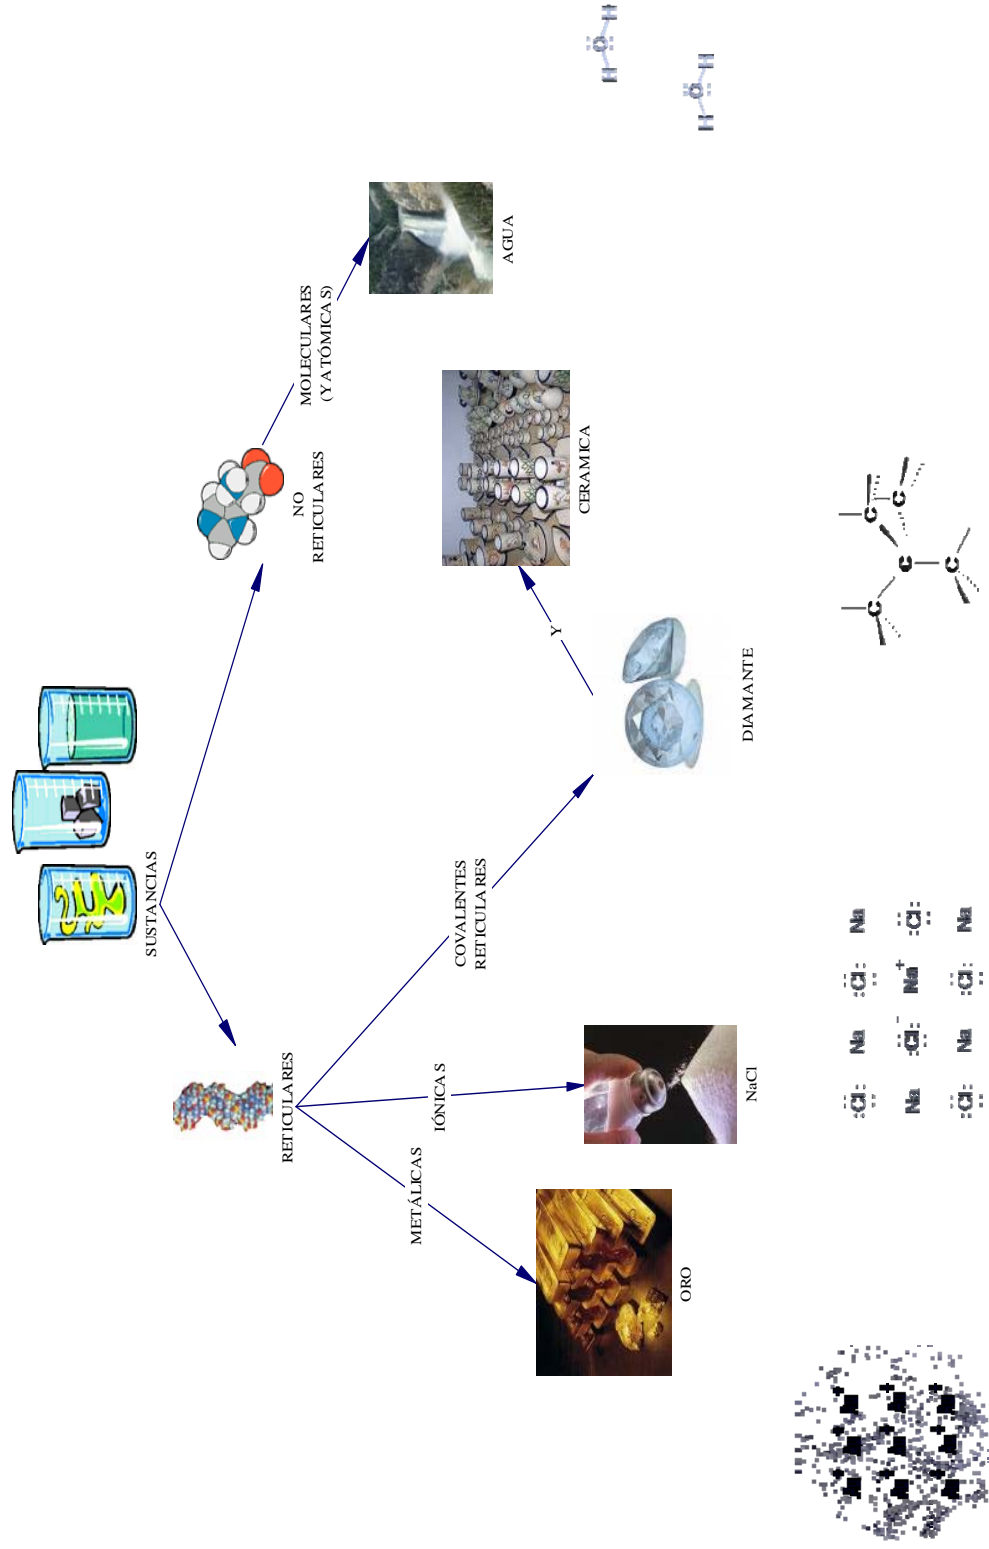 SUSTANCIAS
RETICULARES
NO
RETICULARES
METÁLICAS
IÓNICAS
COVALENTES
RETICULARES
MOLECULARES
(Y ATÓMICAS)
ORO
NaCl
DIAMANTE
Y
CERAMICA
AGUA
Cl Na Cl Na
Na Cl- Na+ Cl
Cl Na Cl Na
C
C
C
C
C
H O H
H O H